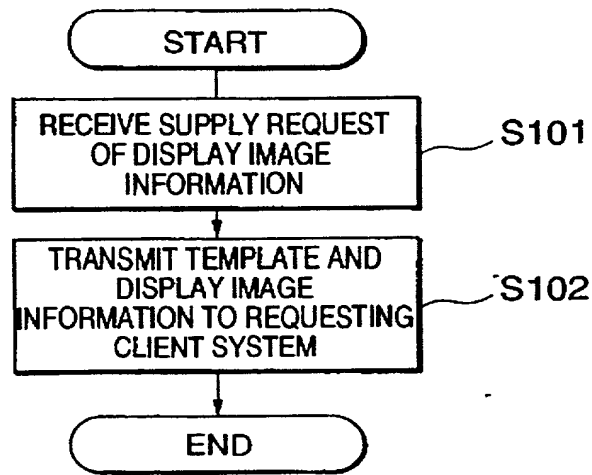 START
RECEIVE SUPPLY REQUEST
OF DISPLAY IMAGE
INFORMATION
S101
TRANSMIT TEMPLATE AND
DISPLAY IMAGE
INFORMATION TO REQUESTING
CLIENT SYSTEM
S102
END